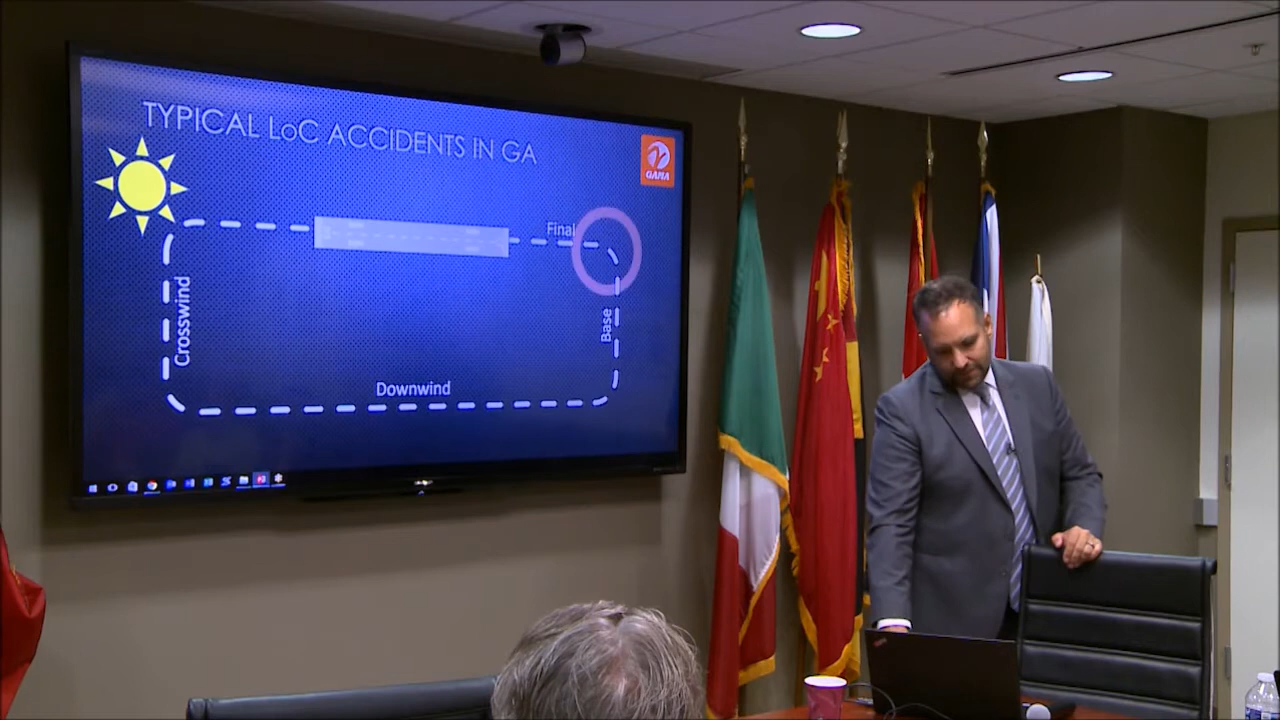 TYPICAL LoC ACCIDENTS IN GA
GAMA
Final
Crosswind
Base
Downwind